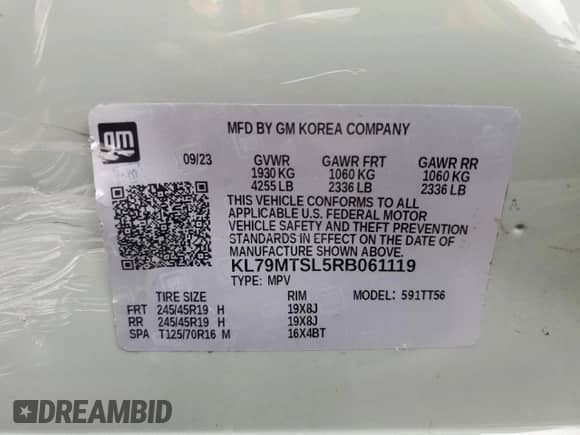 gm
MFD BY GM KOREA COMPANY
09/23 GVWR GAWR FRT GAWR RR
1930 KG 1060 KG 1060 KG
4255 LB 2336 LB 2336 LB
THIS VEHICLE CONFORMS TO ALL
APPLICABLE U.S. FEDERAL MOTOR
VEHICLE SAFETY AND THEFT PREVENTION
STANDARDS IN EFFECT ON THE DATE OF
MANUFACTURE SHOWN ABOVE.
KL79MTSL5RB061119
TYPE: MPV
TIRE SIZE RIM MODEL: 591TT56
FRT 245/45R19 H 19X8J
RR 245/45R19 H 19X8J
SPA T125/70R16 M 16X4BT
DREAMBID